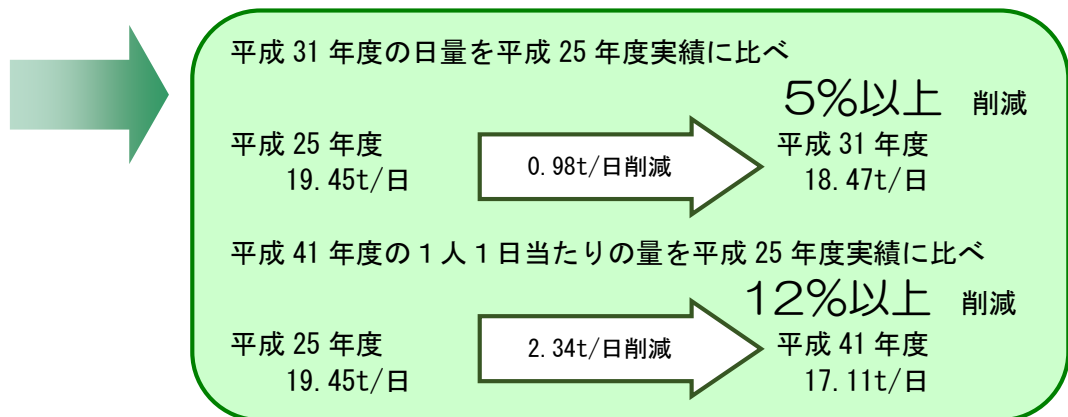 平成 31 年度の日量を平成 25 年度実績に比べ
5%以上 削減
平成 25 年度
0.98t/日削減
平成 31 年度
19.45t/日
18.47t/日
平成 41 年度の１人１日当たりの量を平成 25 年度実績に比べ
12%以上 削減
平成 25 年度
2.34t/日削減
平成 41 年度
19.45t/日
17.11t/日